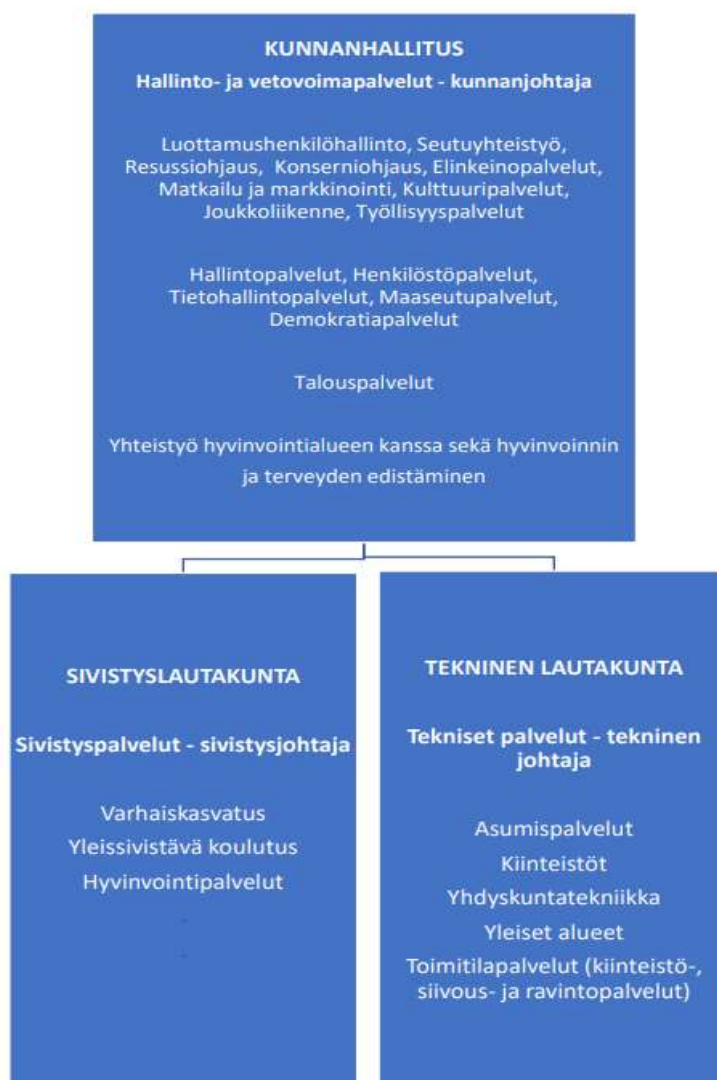 KUNNANHALLITUS
Hallinto- ja vetovoimapalvelut - kunnanjohtaja
Luottamushenkilöhallinto, Seutuyhteistyö,
Resussiohjaus, Konserniohjaus, Elinkeinopalvelut,
Matkailu ja markkinointi, Kulttuuripalvelut,
Joukkoliikenne, Työllisyyspalvelut
Hallintopalvelut, Henkilöstöpalvelut,
Tietohallintopalvelut, Maaseutupalvelut,
Demokratiapalvelut
Talouspalvelut
Yhteistyö hyvinvointialueen kanssa sekä hyvinvoinnin
ja terveyden edistäminen
SIVISTYSLAUTAKUNTA
Sivistyspalvelut - sivistysjohtaja
Varhaiskasvatus
Yleissivistävä koulutus
Hyvinvointipalvelut
TEKNINEN LAUTAKUNTA
Tekniset palvelut - tekninen
johtaja
Asumispalvelut
Kiinteistöt
Yhdyskuntatekniikka
Yleiset alueet
Toimitilapalvelut (kiinteistö-,
siivous- ja ravintopalvelut)